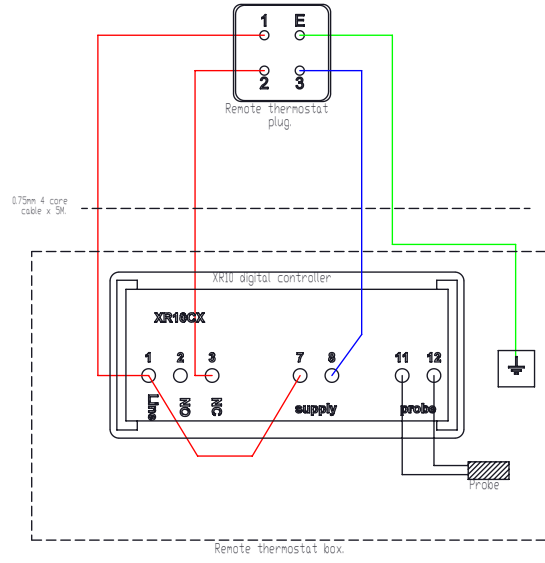 1 E
2 3
Remote thermostat
plug.
0.75mm 4 core
cable x 5M.
XR10 digital controller
XR10CX
1 2 3 7 8 11 12
Line NO NC supply probe
Probe
Remote thermostat box.